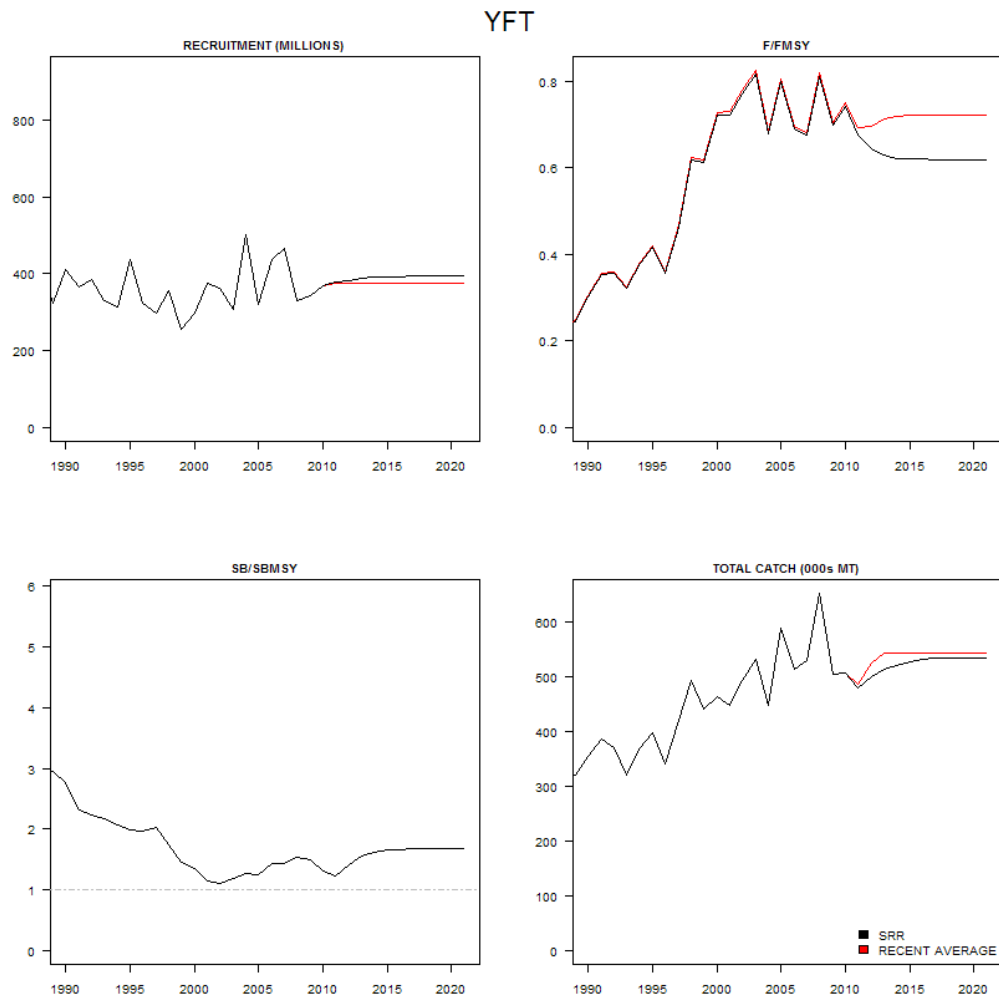 YFT
RECRUITMENT (MILLIONS)
800
600
400
200
0
1990 1995 2000 2005 2010 2015 2020
F/FMSY
0.8
0.6
0.4
0.2
0.0
1990 1995 2000 2005 2010 2015 2020
SB/SBMSY
6
5
4
3
2
1
0
1990 1995 2000 2005 2010 2015 2020
TOTAL CATCH (000s MT)
600
500
400
300
200
100
0
SRR
RECENT AVERAGE
1990 1995 2000 2005 2010 2015 2020